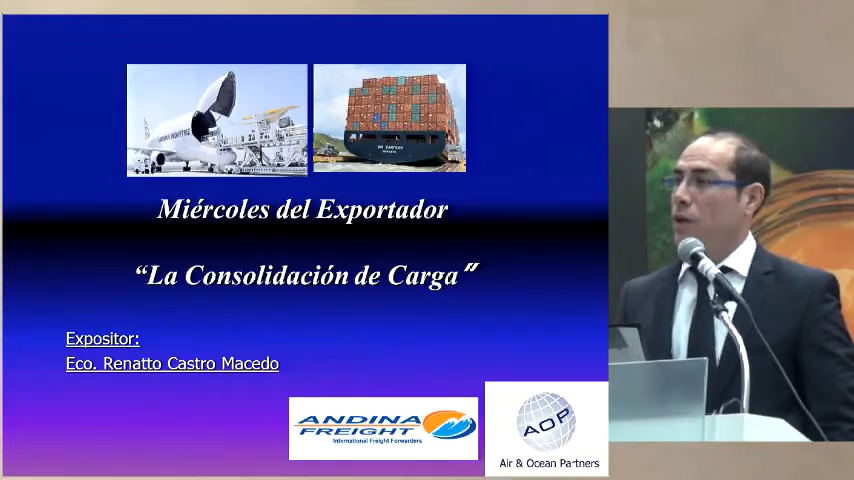 Miércoles del Exportador
“La Consolidación de Carga”
Expositor:
Eco. Renatto Castro Macedo
ANDINA
FREIGHT
International Freight Forwarders
AOP
Air & Ocean Partners